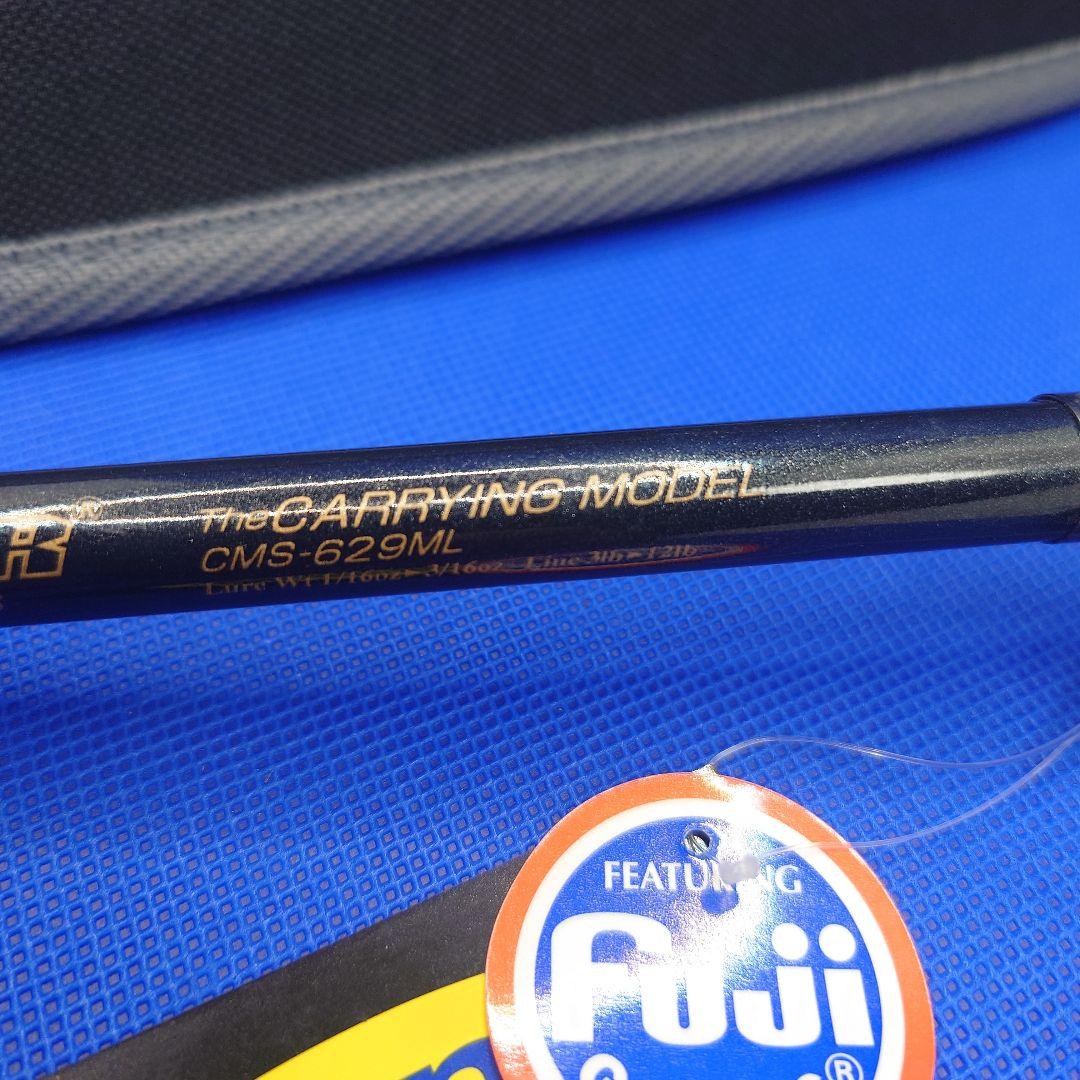 R®
The CARRYING MODEL
CMS-629ML
Lure Wt 1/16oz▸3/16oz Line 3lb▸12lb
FEATURING
Fuji
®